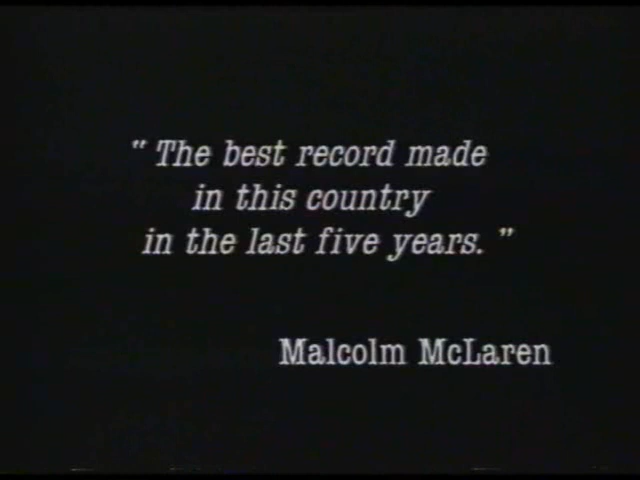 " The best record made
in this country
in the last five years. "
Malcolm McLaren